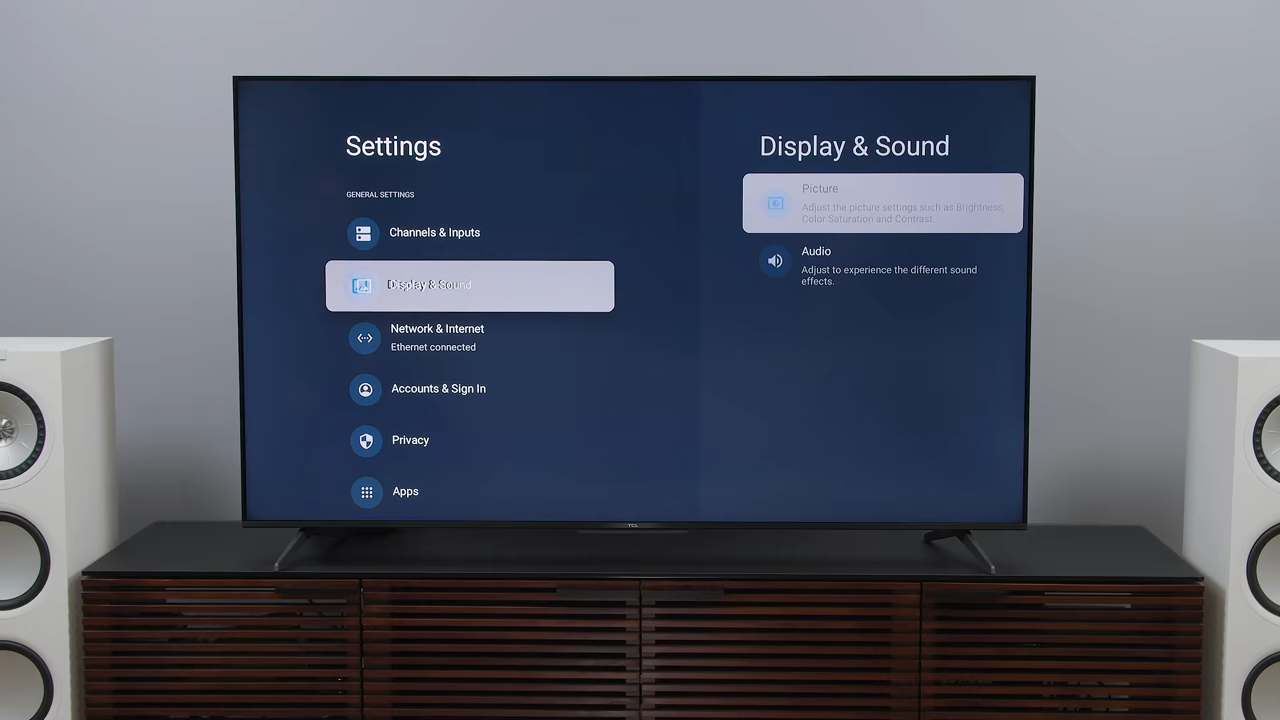 Settings
GENERAL SETTINGS
Channels & Inputs
Display & Sound
Network & Internet
Ethernet connected
Accounts & Sign In
Privacy
Apps
Display & Sound
Picture
Adjust the picture settings such as Brightness,
Color Saturation and Contrast.
Audio
Adjust to experience the different sound
effects.
TCL